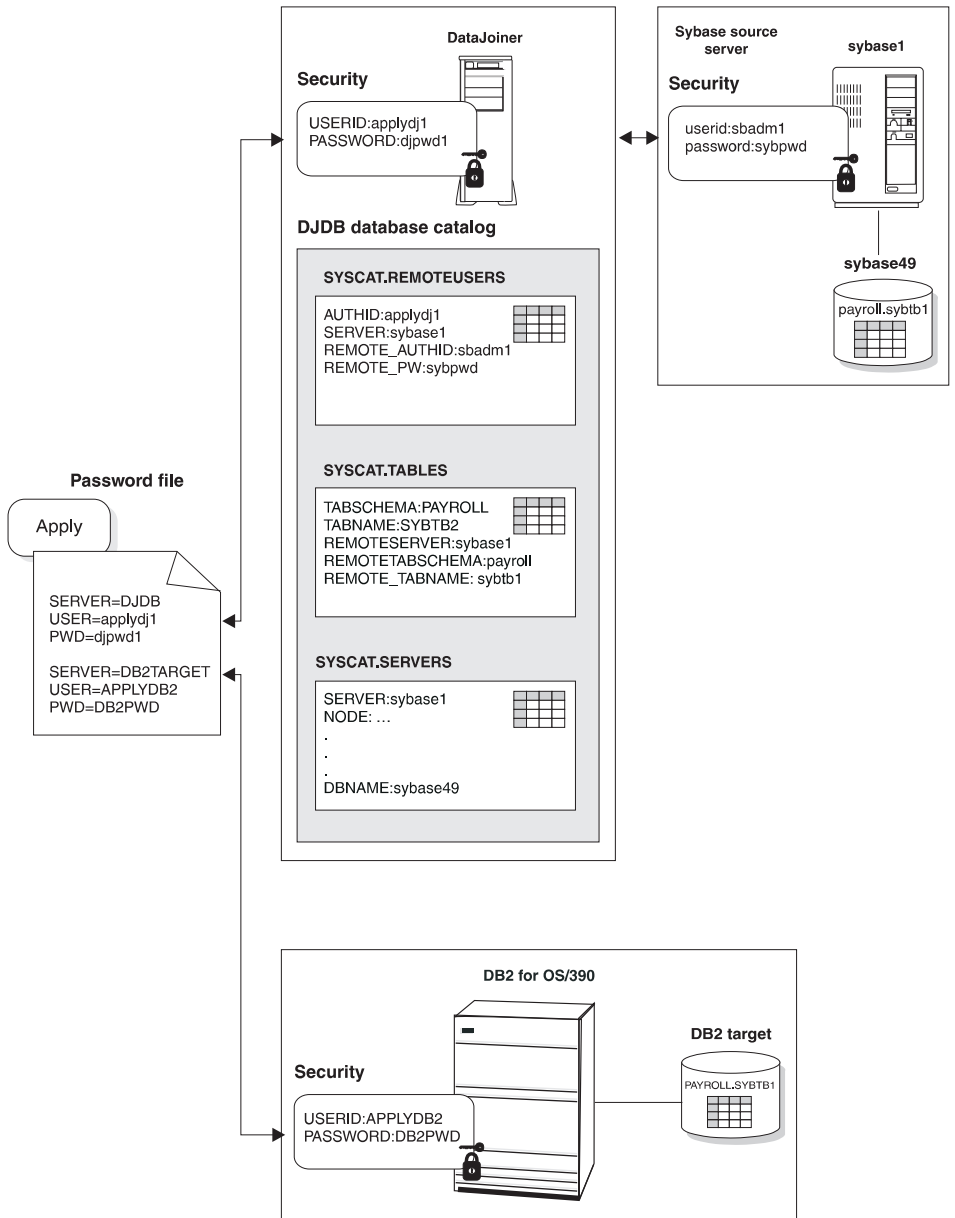 DataJoiner
Security
USERID:applydj1
PASSWORD:djpwd1
Sybase source
server
sybase1
Security
userid:sbadm1
password:sybpwd
sybase49
payroll.sybtb1
DJDB database catalog
SYSCAT.REMOTEUSERS
AUTHID:applydj1
SERVER:sybase1
REMOTE_AUTHID:sbadm1
REMOTE_PW:sybpwd
SYSCAT.TABLES
TABSCHEMA:PAYROLL
TABNAME:SYBTB2
REMOTESERVER:sybase1
REMOTETABSCHEMA:payroll
REMOTE_TABNAME: sybtb1
SYSCAT.SERVERS
SERVER:sybase1
NODE: ...
.
.
.
DBNAME:sybase49
Password file
Apply
SERVER=DJDB
USER=applydj1
PWD=djpwd1
SERVER=DB2TARGET
USER=APPLYDB2
PWD=DB2PWD
DB2 for OS/390
Security
USERID:APPLYDB2
PASSWORD:DB2PWD
DB2 target
PAYROLL.SYBTB1